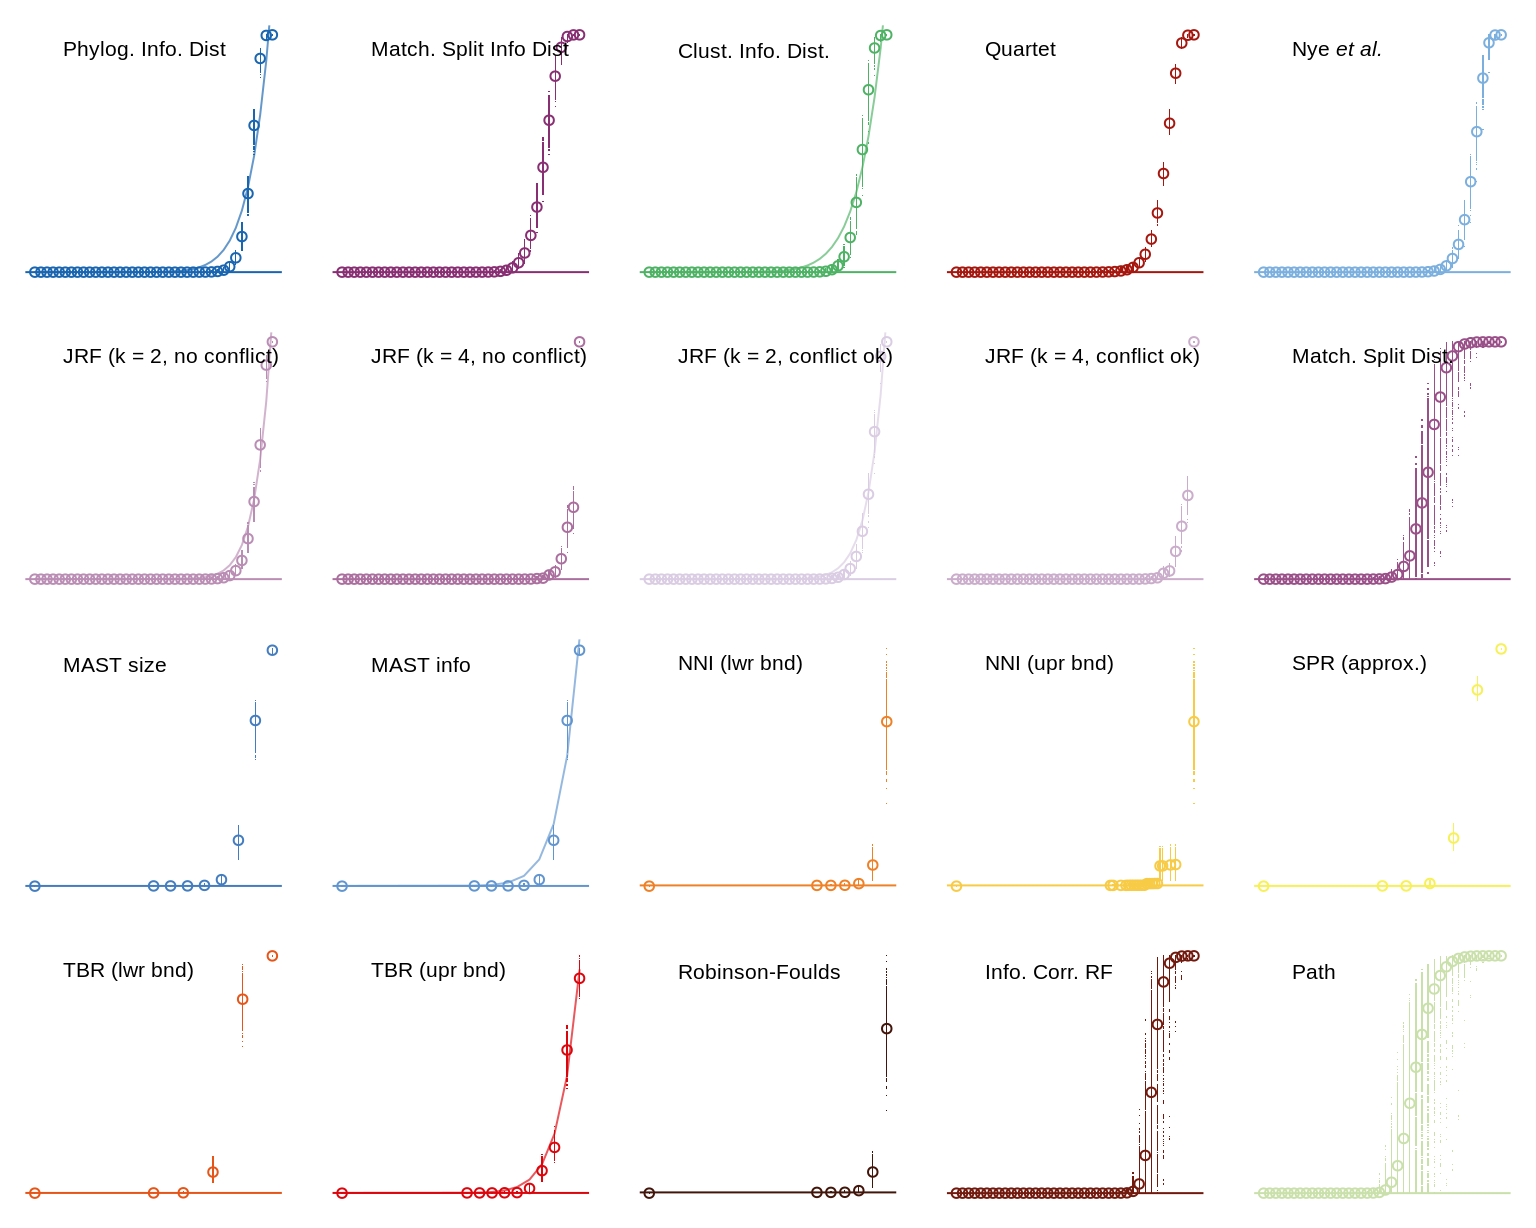 Phylog. Info. Dist
Match. Split Info Dist
Clust. Info. Dist.
Quartet
Nye et al.
JRF (k = 2, no conflict)
JRF (k = 4, no conflict)
JRF (k = 2, conflict ok)
JRF (k = 4, conflict ok)
Match. Split Dist.
MAST size
MAST info
NNI (lwr bnd)
NNI (upr bnd)
SPR (approx.)
TBR (lwr bnd)
TBR (upr bnd)
Robinson-Foulds
Info. Corr. RF
Path